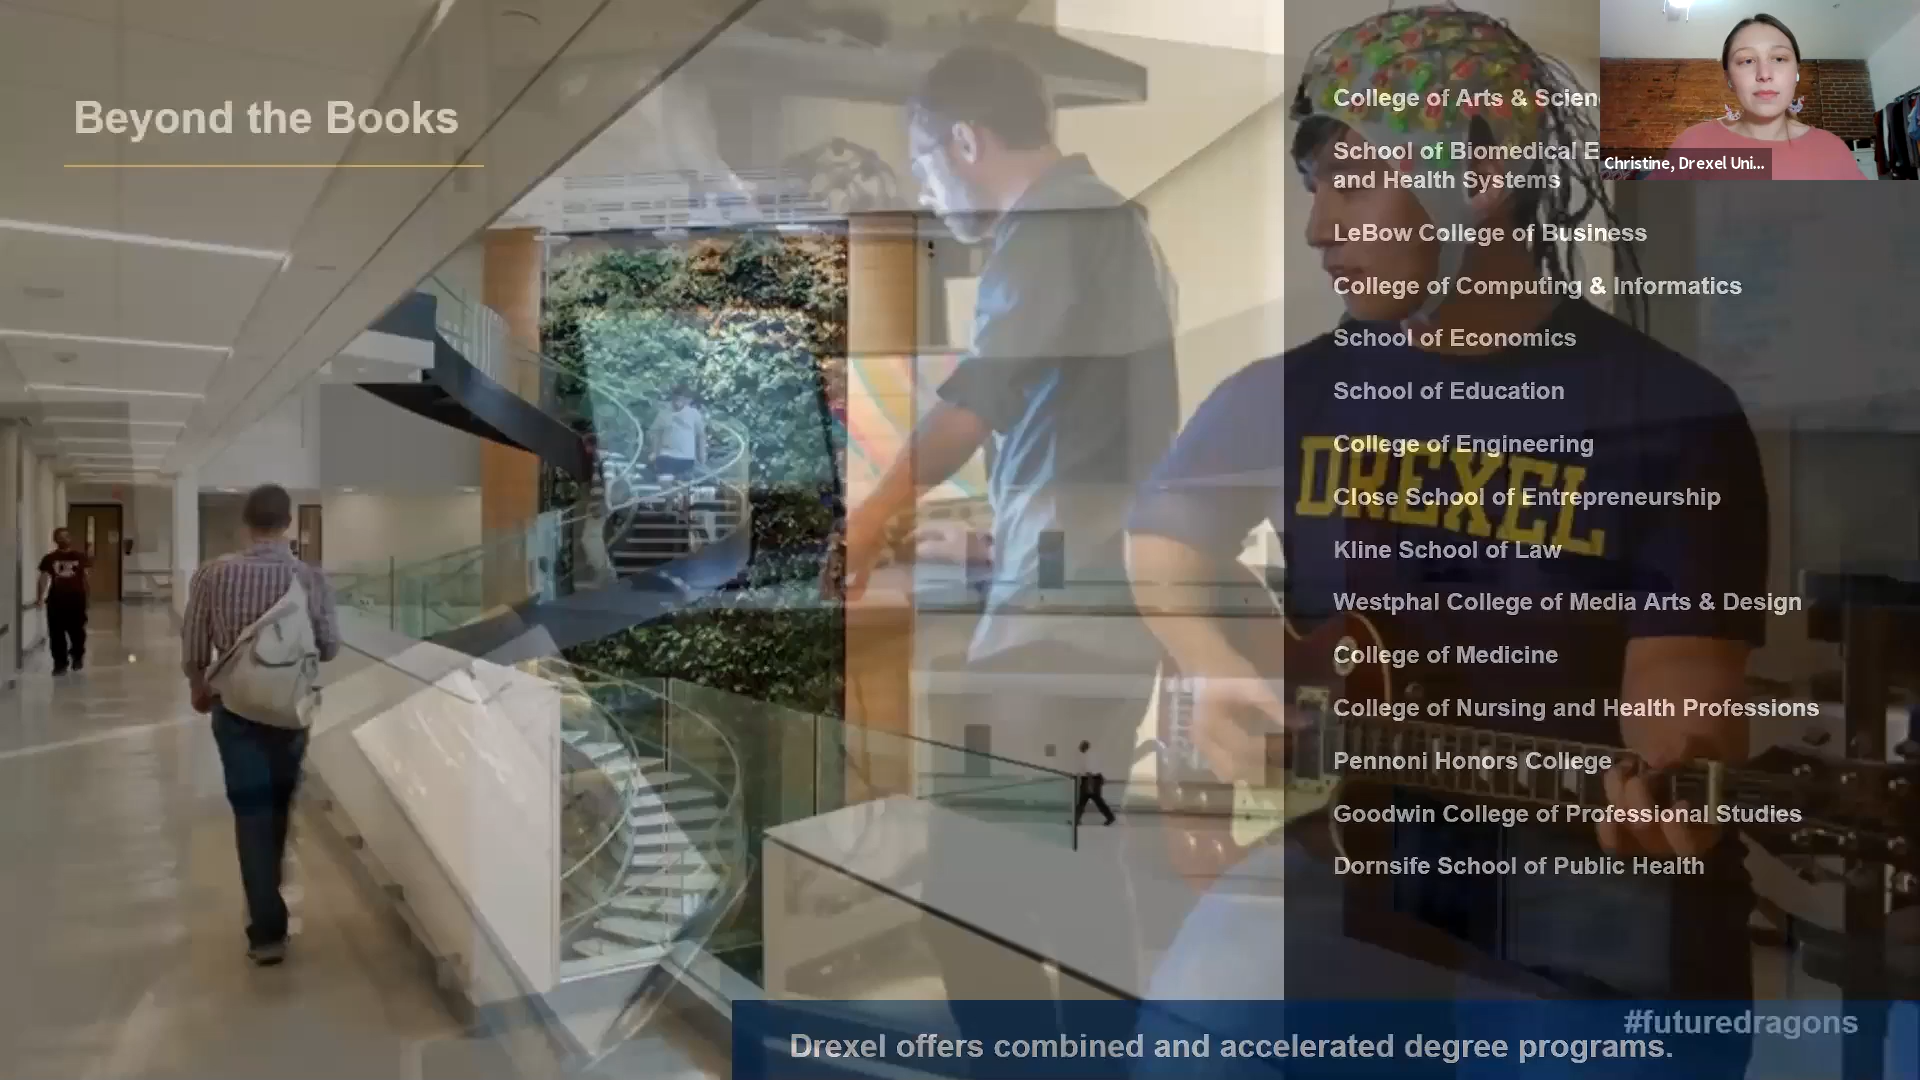 Beyond the Books
College of Arts & Scien
School of Biomedical E
and Health Systems
LeBow College of Business
College of Computing & Informatics
School of Economics
School of Education
College of Engineering
Close School of Entrepreneurship
Kline School of Law
Westphal College of Media Arts & Design
College of Medicine
College of Nursing and Health Professions
Pennoni Honors College
Goodwin College of Professional Studies
Dornsife School of Public Health
Christine, Drexel Uni...
DREXEL
#futuredragons
Drexel offers combined and accelerated degree programs.